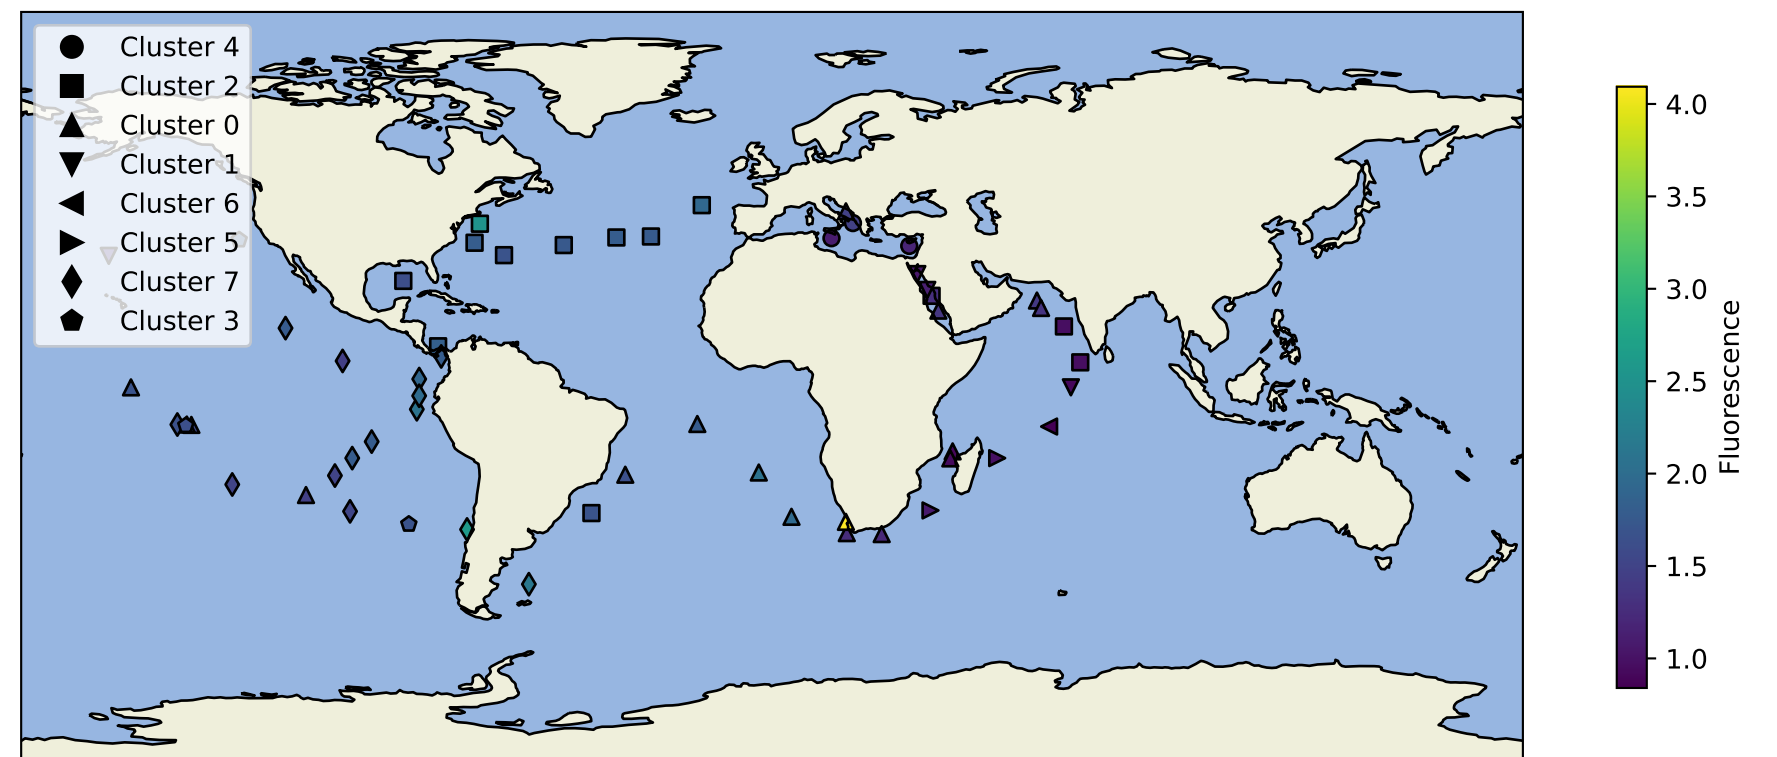 Cluster 4
Cluster 2
Cluster 0
Cluster 1
Cluster 6
Cluster 5
Cluster 7
Cluster 3
4.0
3.5
3.0
2.5
2.0
1.5
1.0
Fluorescence